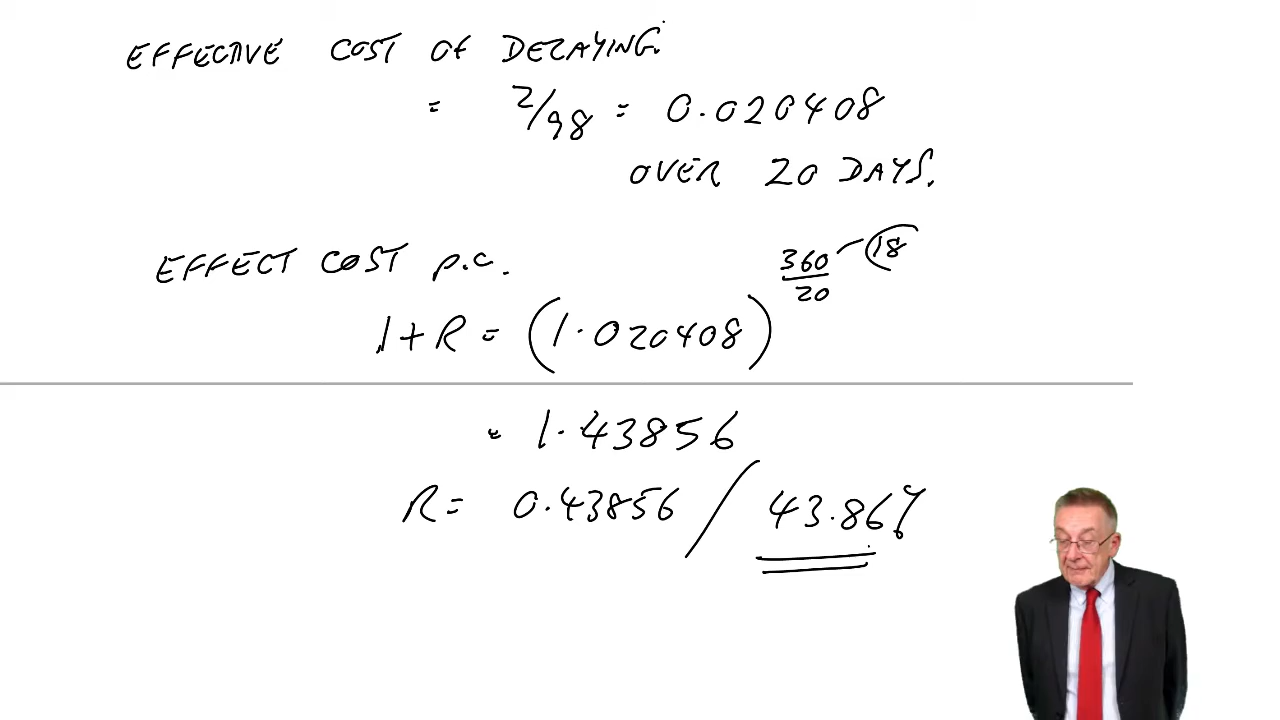 EFFECTIVE COST OF DELAYING.
= 2/98 = 0.020408
OVER 20 DAYS.
EFFECT COST p.a.
360/20 - 18
1+R = (1.020408)
= 1.43856
R = 0.43856 / 43.86%